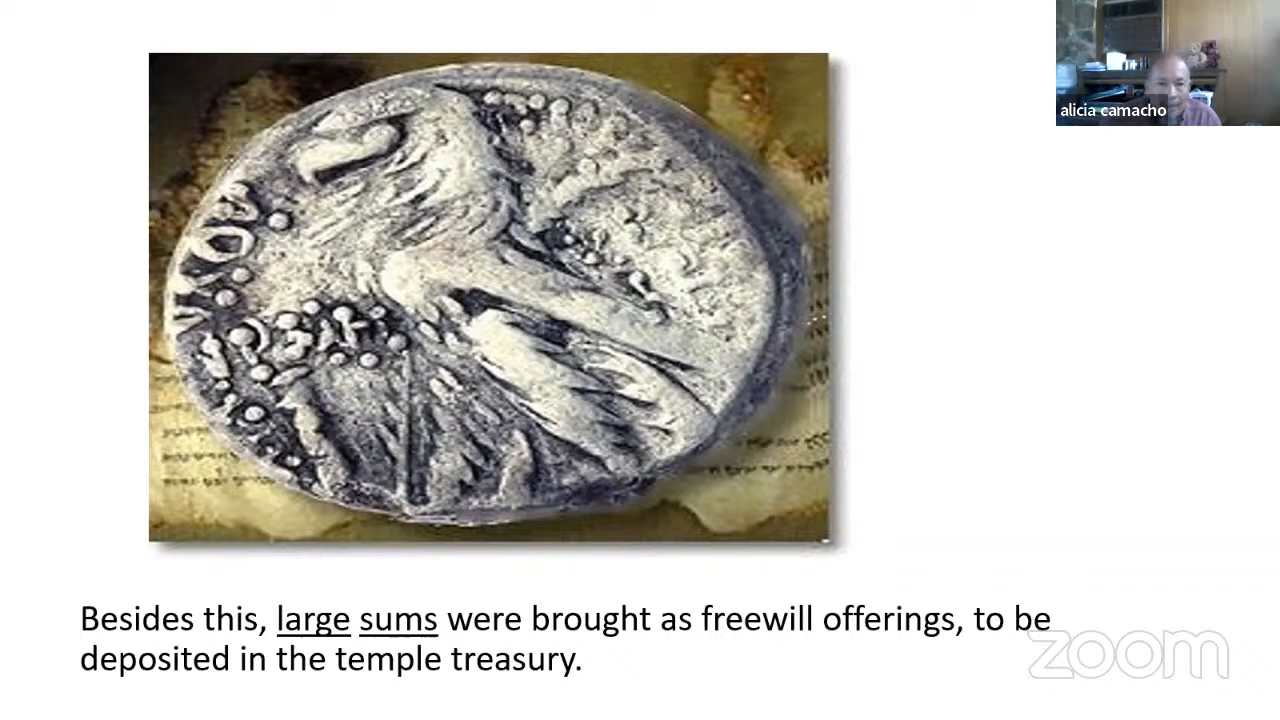 alicia camacho
Besides this, large sums were brought as freewill offerings, to be
deposited in the temple treasury.
zoom